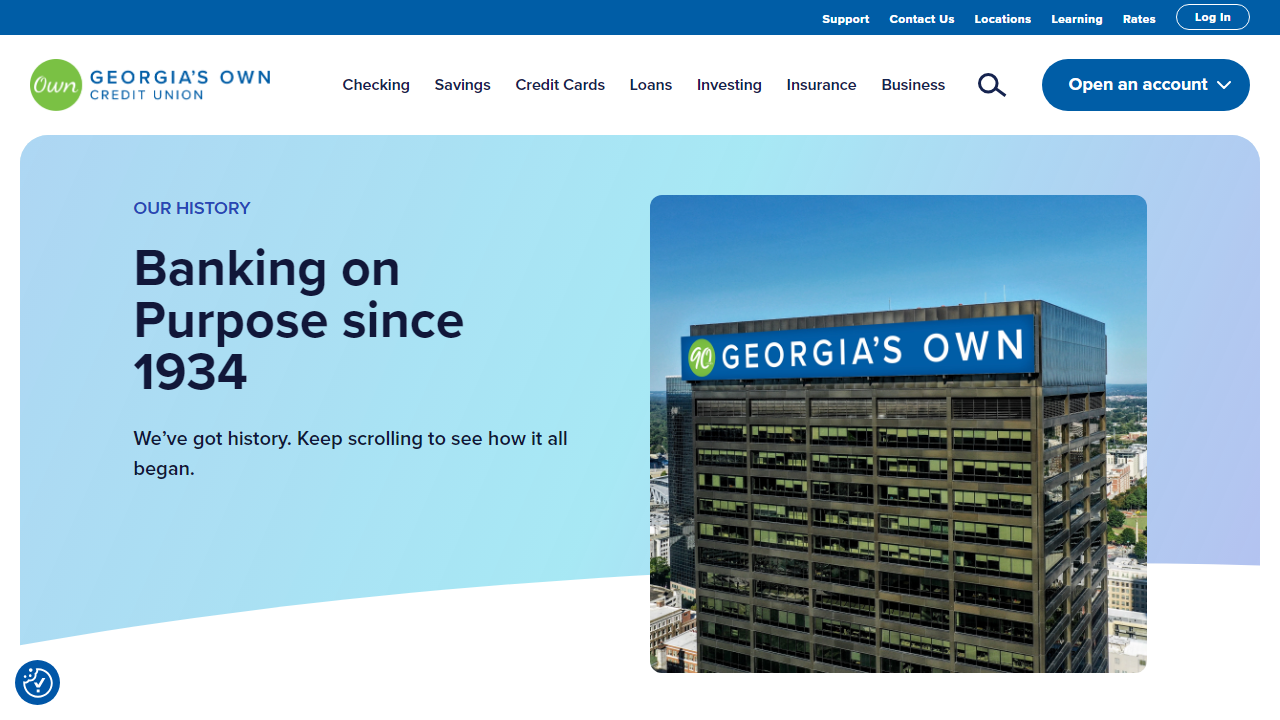 Support Contact Us Locations Learning Rates Log In
Own GEORGIA'S OWN
CREDIT UNION
Checking Savings Credit Cards Loans Investing Insurance Business Open an account
OUR HISTORY
Banking on
Purpose since
1934
We’ve got history. Keep scrolling to see how it all
began.
GO GEORGIA'S OWN